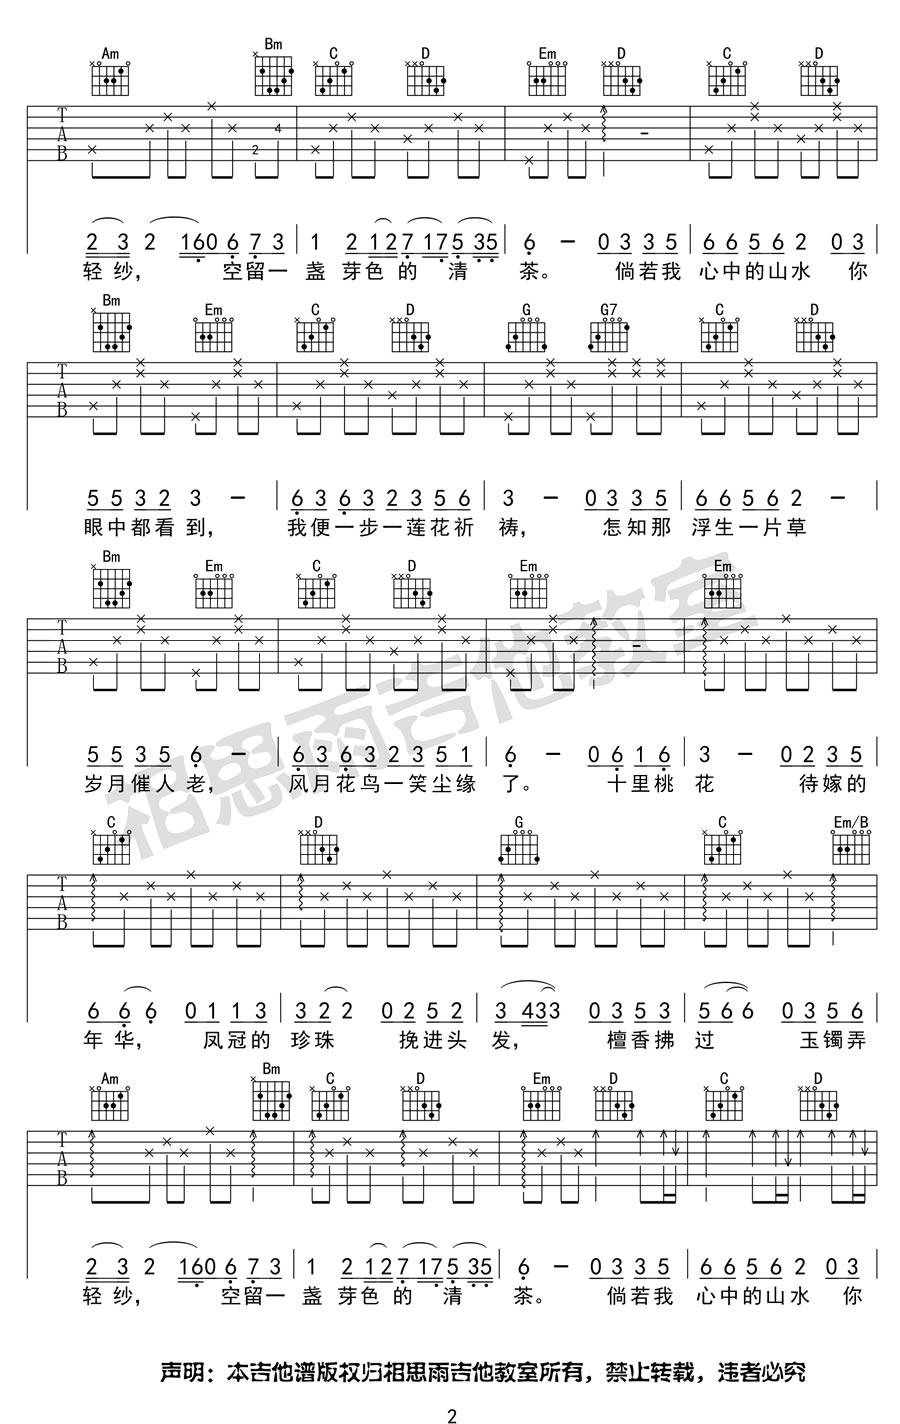 Am Bm C D Em D C D
T A B 2 4
2 3 2 1 6 0 6 7 3 1 2 1 2 7 1 7 5 3 5 6 - 0 3 3 5 6 6 5 6 2 0 3
轻纱， 空留一 盏 芽色 的 清 茶。 倘若我 心中的山水 你
Bm Em C D G G7 C D
T A B
5 5 3 2 3 - 6 3 6 3 2 3 5 6 3 - 0 3 3 5 6 6 5 6 2 -
眼中都看 到， 我便一步一莲花祈 祷， 怎知那 浮生一片草
Bm Em C D Em Em
T A B
5 5 3 5 6 - 6 3 6 3 2 3 5 1 6 - 0 6 1 6 3 - 0 2 3 5
岁月催人 老， 风月花鸟一笑尘缘 了。 十里桃 花 待嫁的
相思雨吉他教室
C D G C Em/B
T A B
6 6 6 0 1 1 3 3 2 2 0 2 5 2 3 4 3 3 0 3 5 3 5 6 6 0 3 5 6
年 华， 凤冠的 珍珠 挽进头 发， 檀香拂 过 玉镯弄
Am Bm C D Em D C D
T A B
2 3 2 1 6 0 6 7 3 1 2 1 2 7 1 7 5 3 5 6 - 0 3 3 5 6 6 5 6 2 0 3
轻 纱， 空留一 盏 芽色 的 清 茶。 倘若我 心中的山水 你
声明：本吉他谱版权归相思雨吉他教室所有，禁止转载，违者必究
2